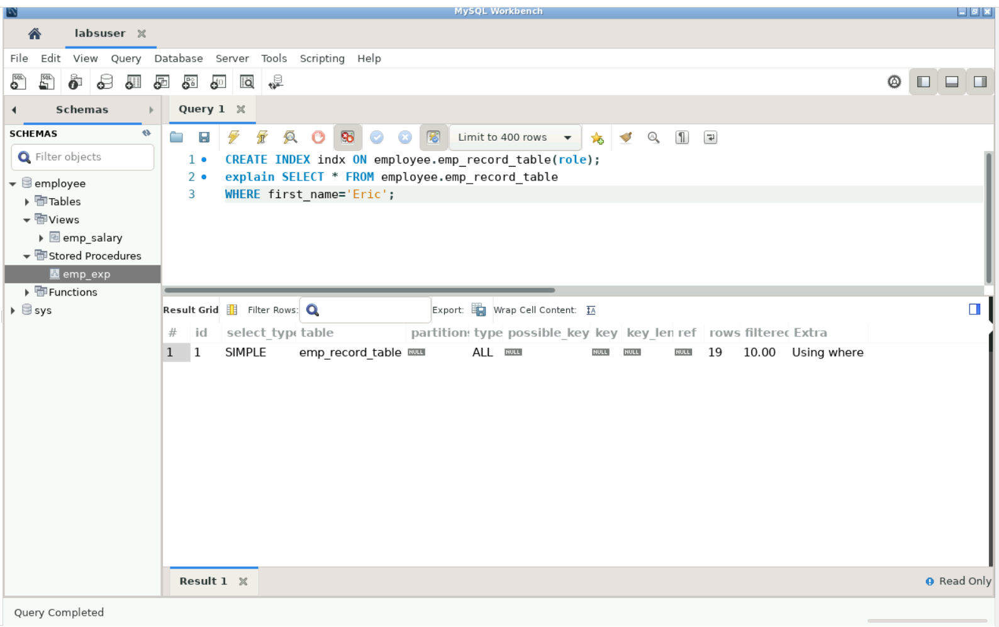 MySQL Workbench
labsuser
File Edit View Query Database Server Tools Scripting Help
Schemas
Query 1
SCHEMAS
Filter objects
employee
Tables
Views
emp_salary
Stored Procedures
emp_exp
Functions
sys
Limit to 400 rows
1 CREATE INDEX indx ON employee.emp_record_table(role);
2 explain SELECT * FROM employee.emp_record_table
3 WHERE first_name='Eric';
Result Grid Filter Rows: Export: Wrap Cell Content: IA
# id select_type table partitions type possible_key key key_len ref rows filtered Extra
1 1 SIMPLE emp_record_table NULL ALL NULL NULL NULL NULL 19 10.00 Using where
Result 1
Read Only
Query Completed